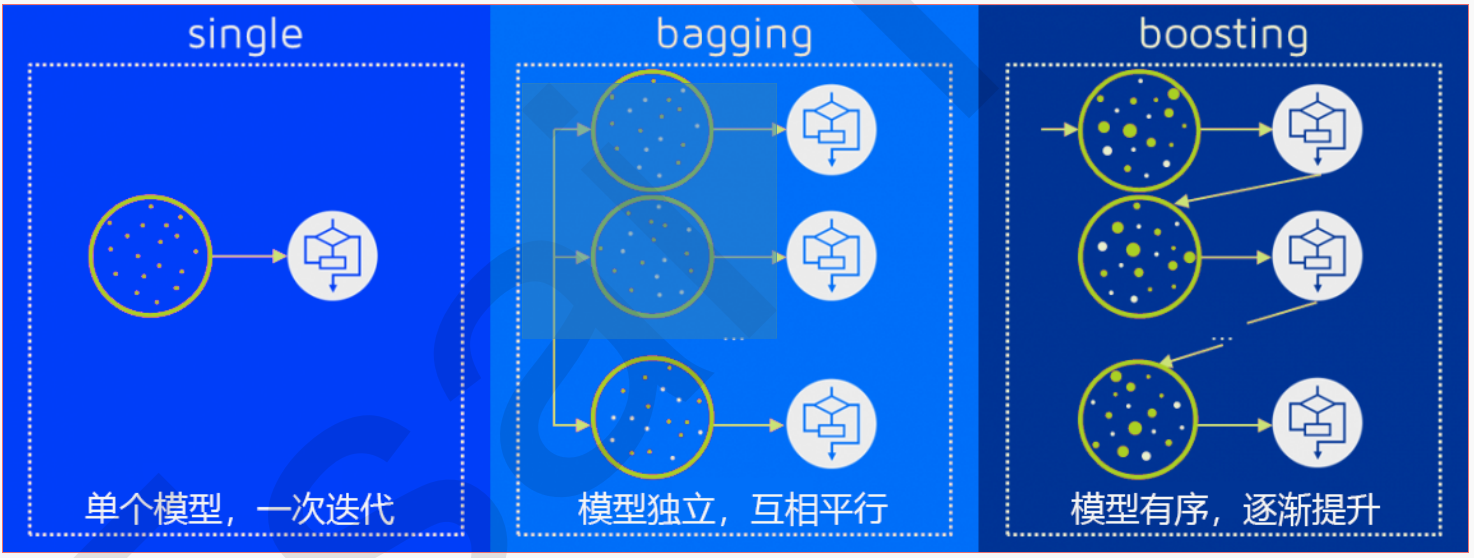 single
bagging
boosting
...
...
单个模型，一次迭代
模型独立，互相平行
模型有序，逐渐提升